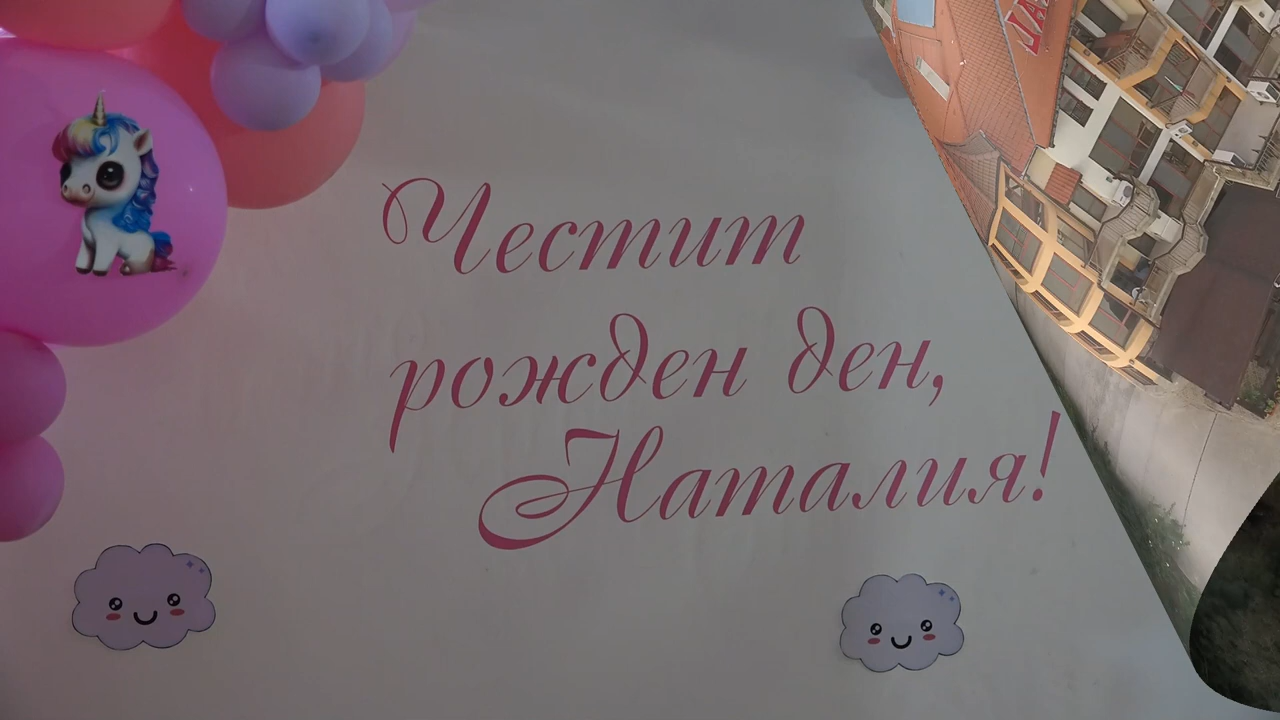 Честит
рожден ден,
Наталия!